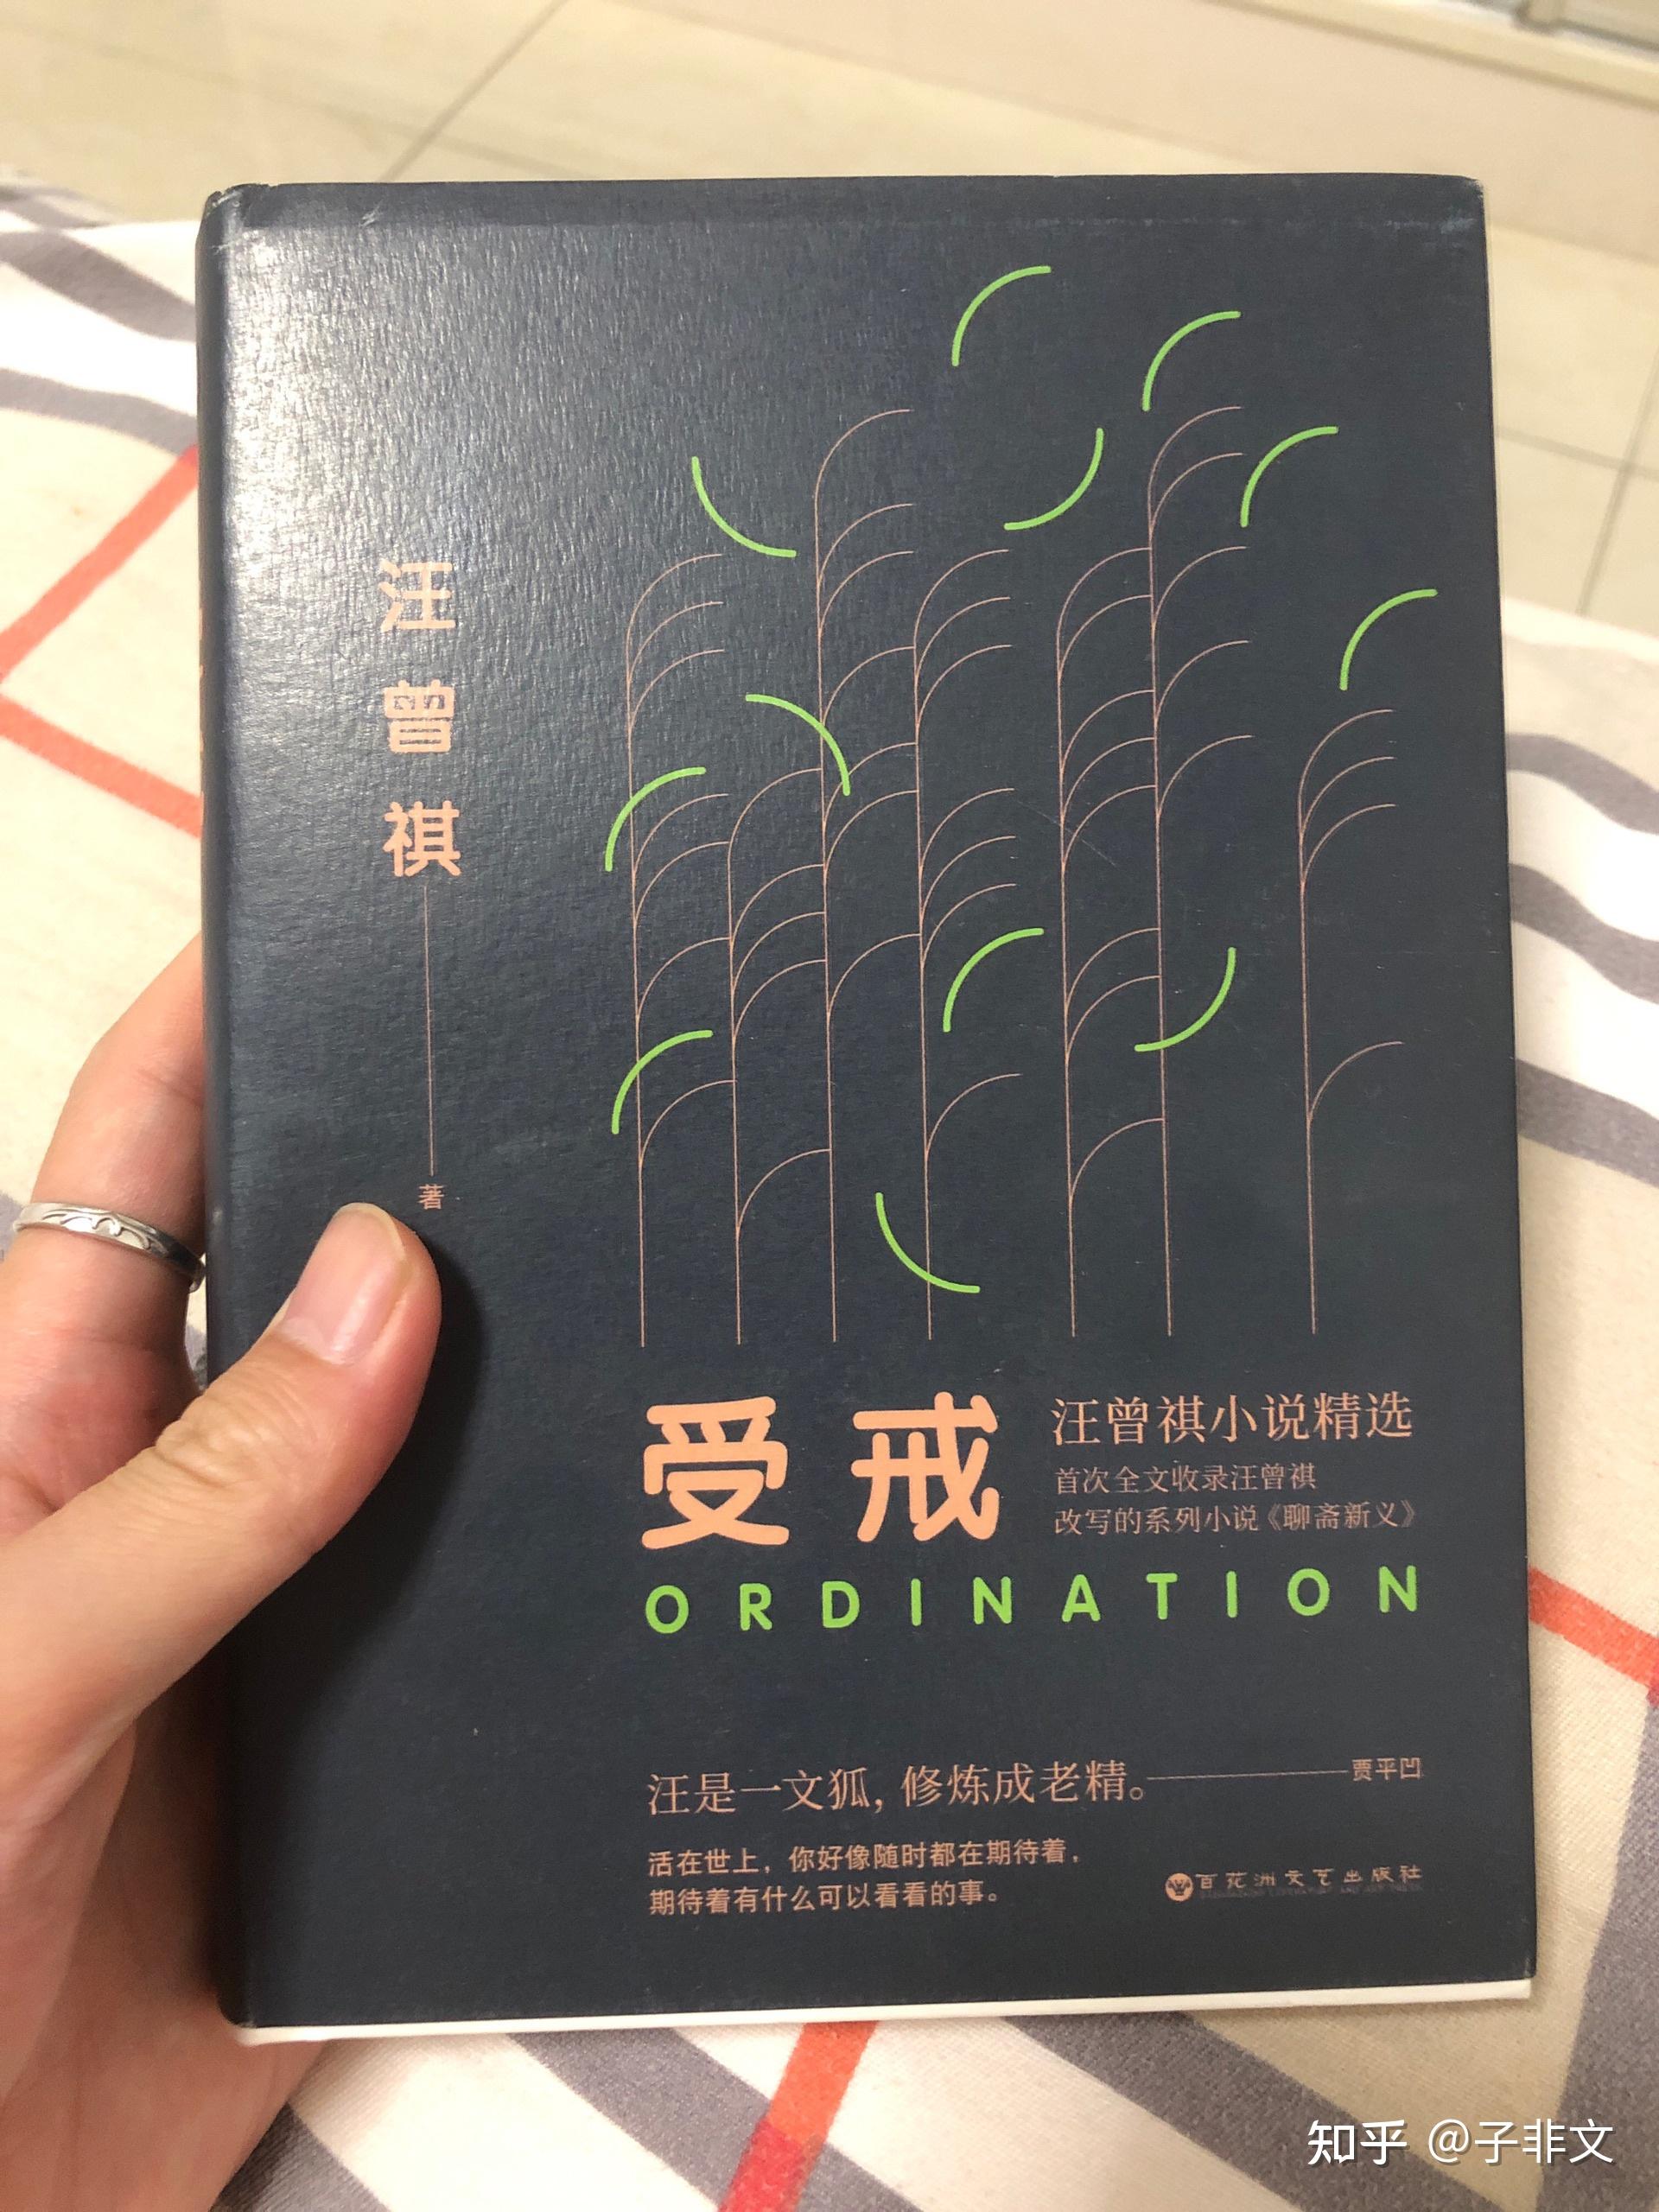 汪曾祺
著
受戒
汪曾祺小说精选
首次全文收录汪曾祺
改写的系列小说《聊斋新义》
ORDINATION
汪是一文狐，修炼成老精。——贾平凹
活在世上，你好像随时都在期待着，
期待着有什么可以看看的事。
百花洲文艺出版社
知乎 @子非文